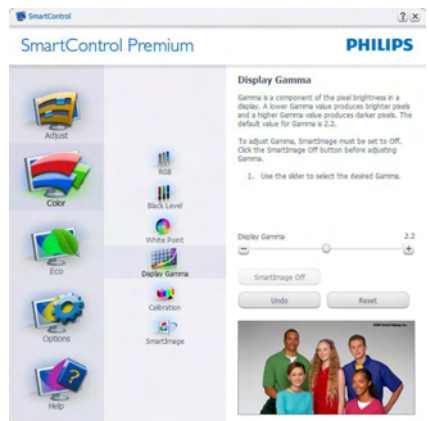 SmartControl
SmartControl Premium
PHILIPS
Adjust
Color
Eco
Options
Help
RGB
Black Level
White Point
Display Gamma
Calibration
SmartImage
Display Gamma
Gamma is a component of the pixel brightness in a
display. A lower Gamma value produces brighter pixels
and a higher Gamma value produces darker pixels. The
default value for Gamma is 2.2.
To adjust Gamma, SmartImage must be set to Off.
Click the SmartImage Off button before adjusting
Gamma.
1. Use the slider to select the desired Gamma.
Display Gamma 2.2
SmartImage Off
Undo Reset